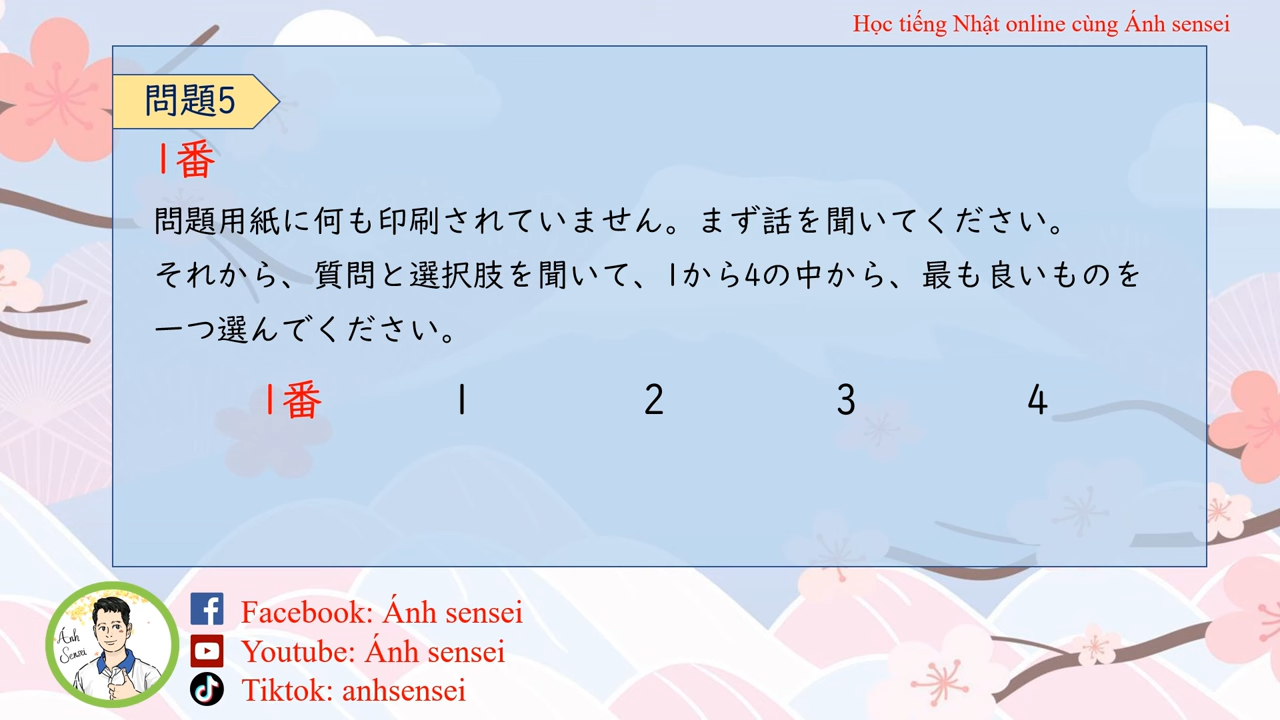 Học tiếng Nhật online cùng Ánh sensei
問題5
1番
問題用紙に何も印刷されていません。まず話を聞いてください。
それから、質問と選択肢を聞いて、1から4の中から、最も良いものを
一つ選んでください。
1番 1 2 3 4
Ánh
Sensei
Facebook: Ánh sensei
Youtube: Ánh sensei
Tiktok: anhsensei